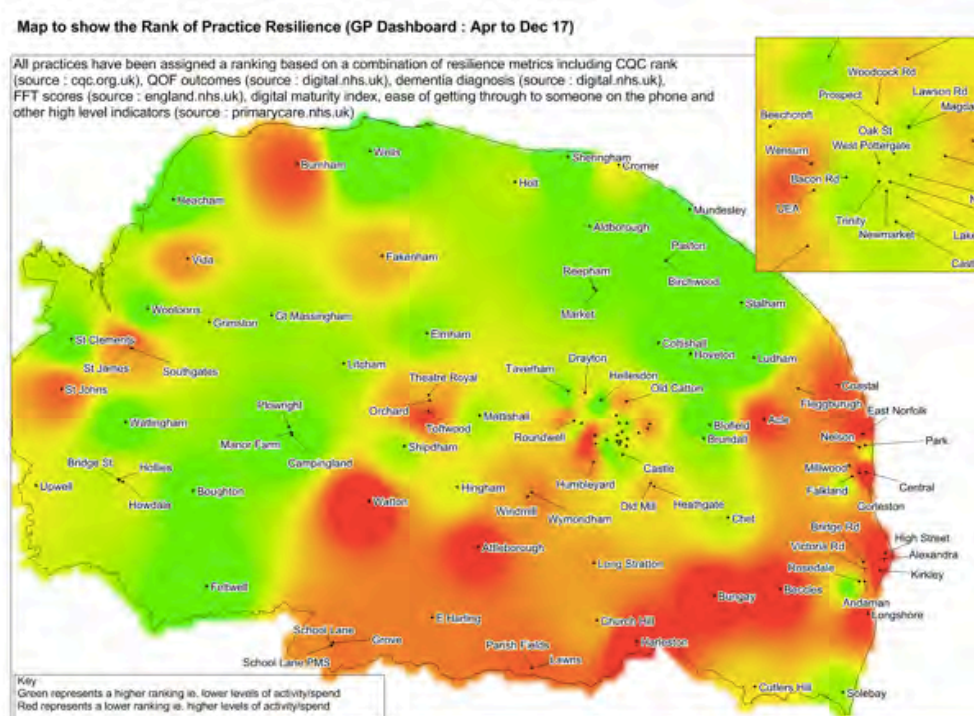 Map to show the Rank of Practice Resilience (GP Dashboard : Apr to Dec 17)
All practices have been assigned a ranking based on a combination of resilience metrics including CQC rank
(source : cqc.org.uk), QOF outcomes (source : digital.nhs.uk), dementia diagnosis (source : digital.nhs.uk),
FFT scores (source : england.nhs.uk), digital maturity index, ease of getting through to someone on the phone and
other high level indicators (source : primarycare.nhs.uk)
Woodcock Rd
Prospect
Lawson Rd
Beechcroft
Oak St
West Pottergate
Wensum
Bacon Rd
UEA
Trinity
Newmarket
Burnham
Wells
Sheringham
Cromer
Holt
Heacham
Mundesley
Aldborough
Paston
Vida
Fakenham
Reepham
Birchwood
Market
Stalham
Wootoons
Grimston
Gt Massingham
Elmham
St Clements
Coltishall
Hoveton
Ludham
St James
Southgates
Litcham
Drayton
Taverham
Hellesdon
Theatre Royal
Old Catton
Coastal
St Johns
Fleggburugh
Plowright
Orchard
Toftwood
Mattishall
East Norfolk
Acle
Watlingham
Blofield
Manor Farm
Roundwell
Brundall
Nelson
Park
Shipdham
Campingland
Castle
Bridge St
Hollies
Millwood
Central
Upwell
Howdale
Boughton
Hingham
Humbleyard
Old Mill
Heathgate
Falkland
Gorleston
Watton
Windmill
Wymondham
Chet
Bridge Rd
High Street
Attleborough
Victoria Rd
Alexandra
Long Stratton
Rosedale
Kirkley
Feltwell
Bungay
Beccles
Andaman
Longshore
E Harling
Church Hill
School Lane
Grove
Parish Fields
Harleston
School Lane PMS
Lawns
Cutlers Hill
Solebay
Key
Green represents a higher ranking ie. lower levels of activity/spend
Red represents a lower ranking ie. higher levels of activity/spend